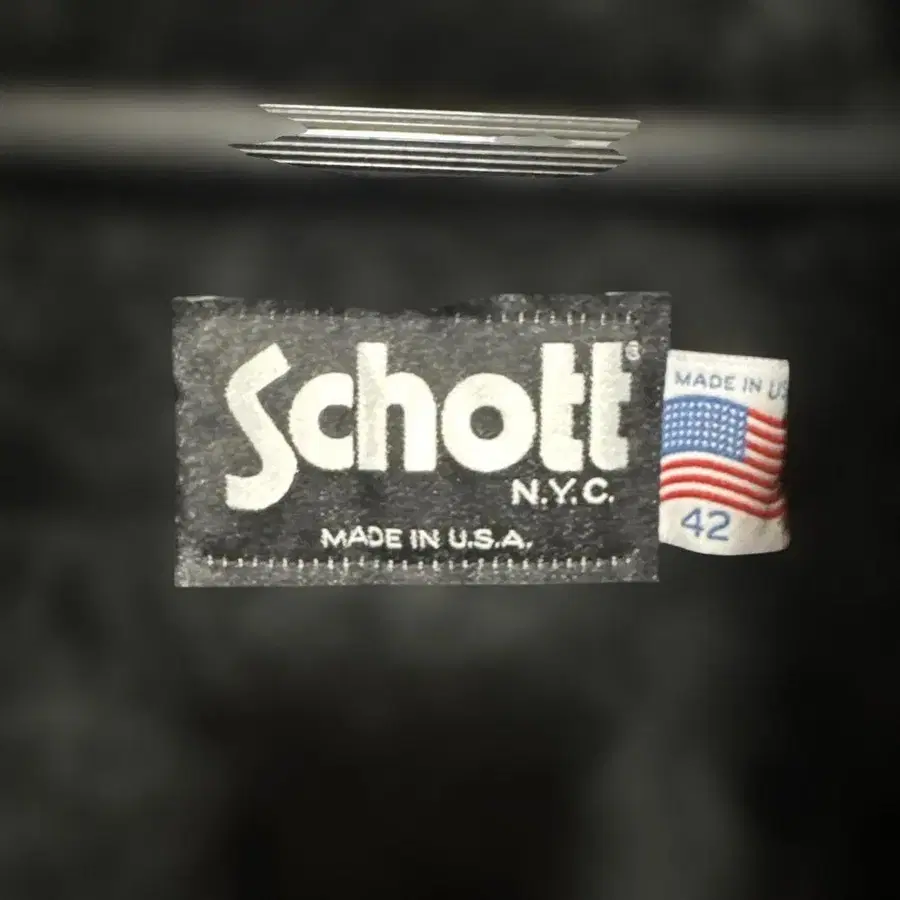 Schott®
N.Y.C.
MADE IN U.S.A.
MADE IN US
42